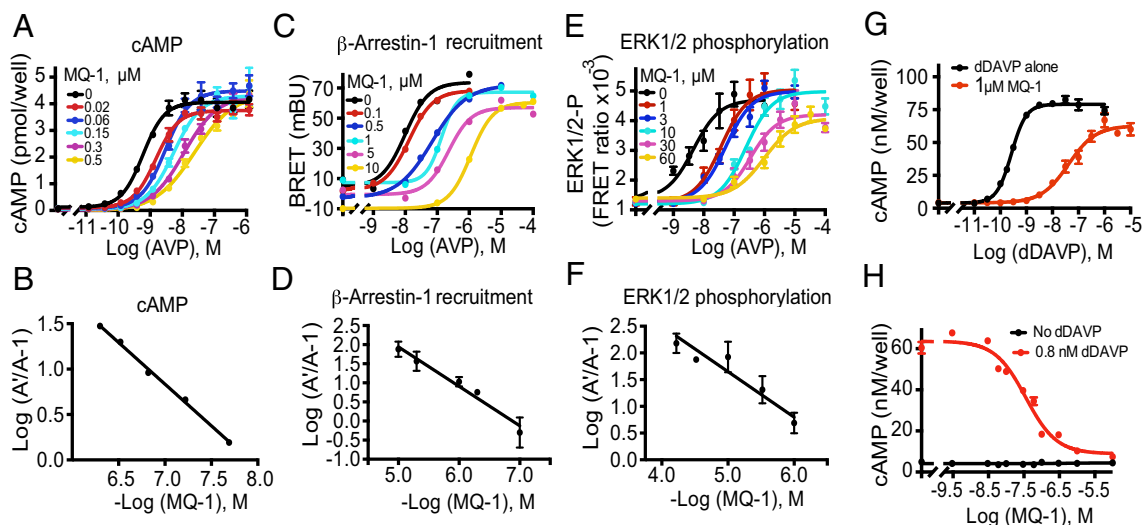 A
cAMP
MQ-1, µM
0
0.02
0.06
0.15
0.3
0.5
cAMP (pmol/well)
5
4
3
2
1
0
-11 -10 -9 -8 -7 -6
Log (AVP), M
C
β-Arrestin-1 recruitment
MQ-1, µM
0
0.1
0.5
1
5
10
BRET (mBU)
70
50
30
10
-10
-9 -8 -7 -6 -5 -4
Log (AVP), M
E
ERK1/2 phosphorylation
MQ-1, µM
0
1
3
10
30
60
ERK1/2-P
(FRET ratio x10⁻³)
6
5
4
3
2
1
-9 -8 -7 -6 -5 -4
Log (AVP), M
G
dDAVP alone
1µM MQ-1
cAMP (nM/well)
100
75
50
25
0
-12 -11 -10 -9 -8 -7 -6 -5
Log (dDAVP), M
B
cAMP
Log (A'/A-1)
1.5
1.0
0.5
0.0
6.5 7.0 7.5 8.0
-Log (MQ-1), M
D
β-Arrestin-1 recruitment
Log (A'/A-1)
2.5
2.0
1.5
1.0
0.5
0.0
-0.1
-1.0
5.0 6.0 7.0
-Log (MQ-1), M
F
ERK1/2 phosphorylation
Log (A'/A-1)
2.5
2.0
1.5
1.0
0.5
0.0
4.0 5.0 6.0
-Log (MQ-1), M
H
No dDAVP
0.8 nM dDAVP
cAMP (nM/well)
60
40
20
0
-9.5 -8.5 -7.5 -6.5 -5.5
Log (MQ-1), M